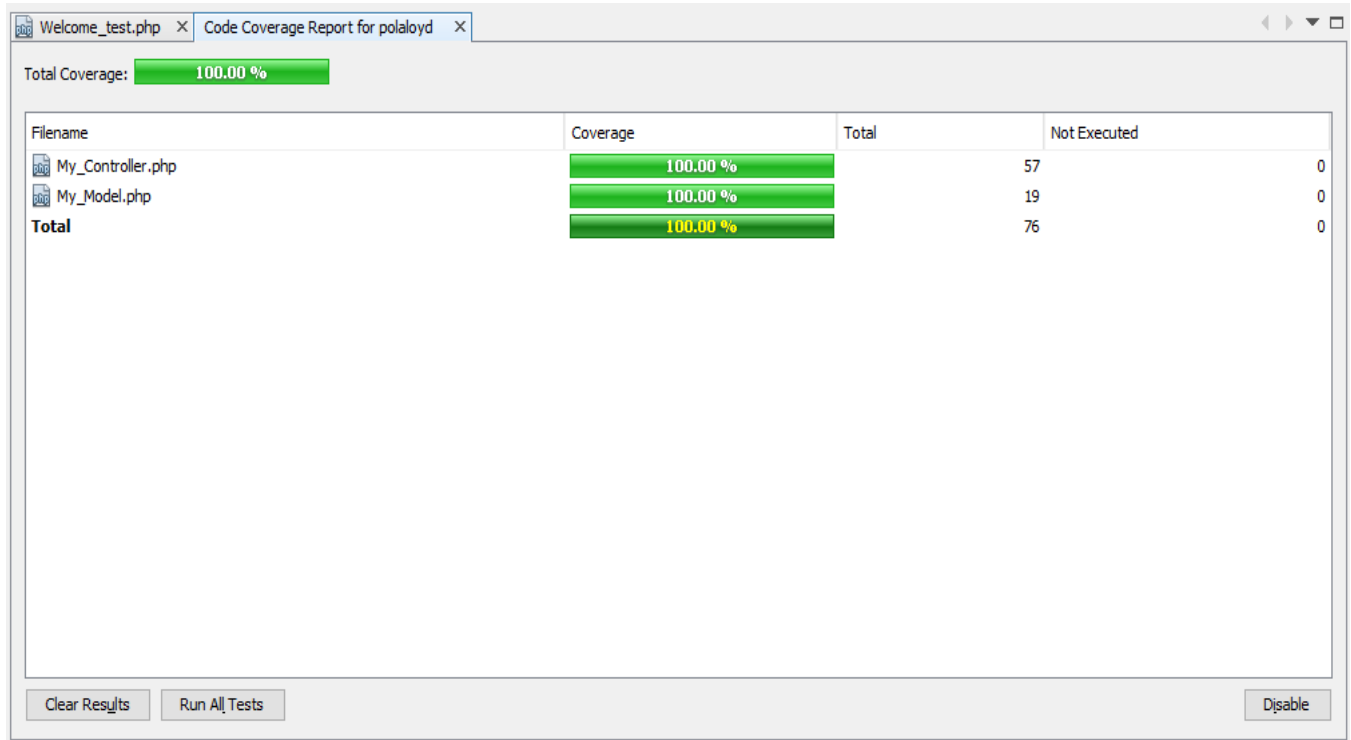 Welcome_test.php Code Coverage Report for polaloyd
Total Coverage: 100.00 %
Filename Coverage Total Not Executed
My_Controller.php 100.00 % 57 0
My_Model.php 100.00 % 19 0
Total 100.00 % 76 0
Clear Results Run All Tests Disable